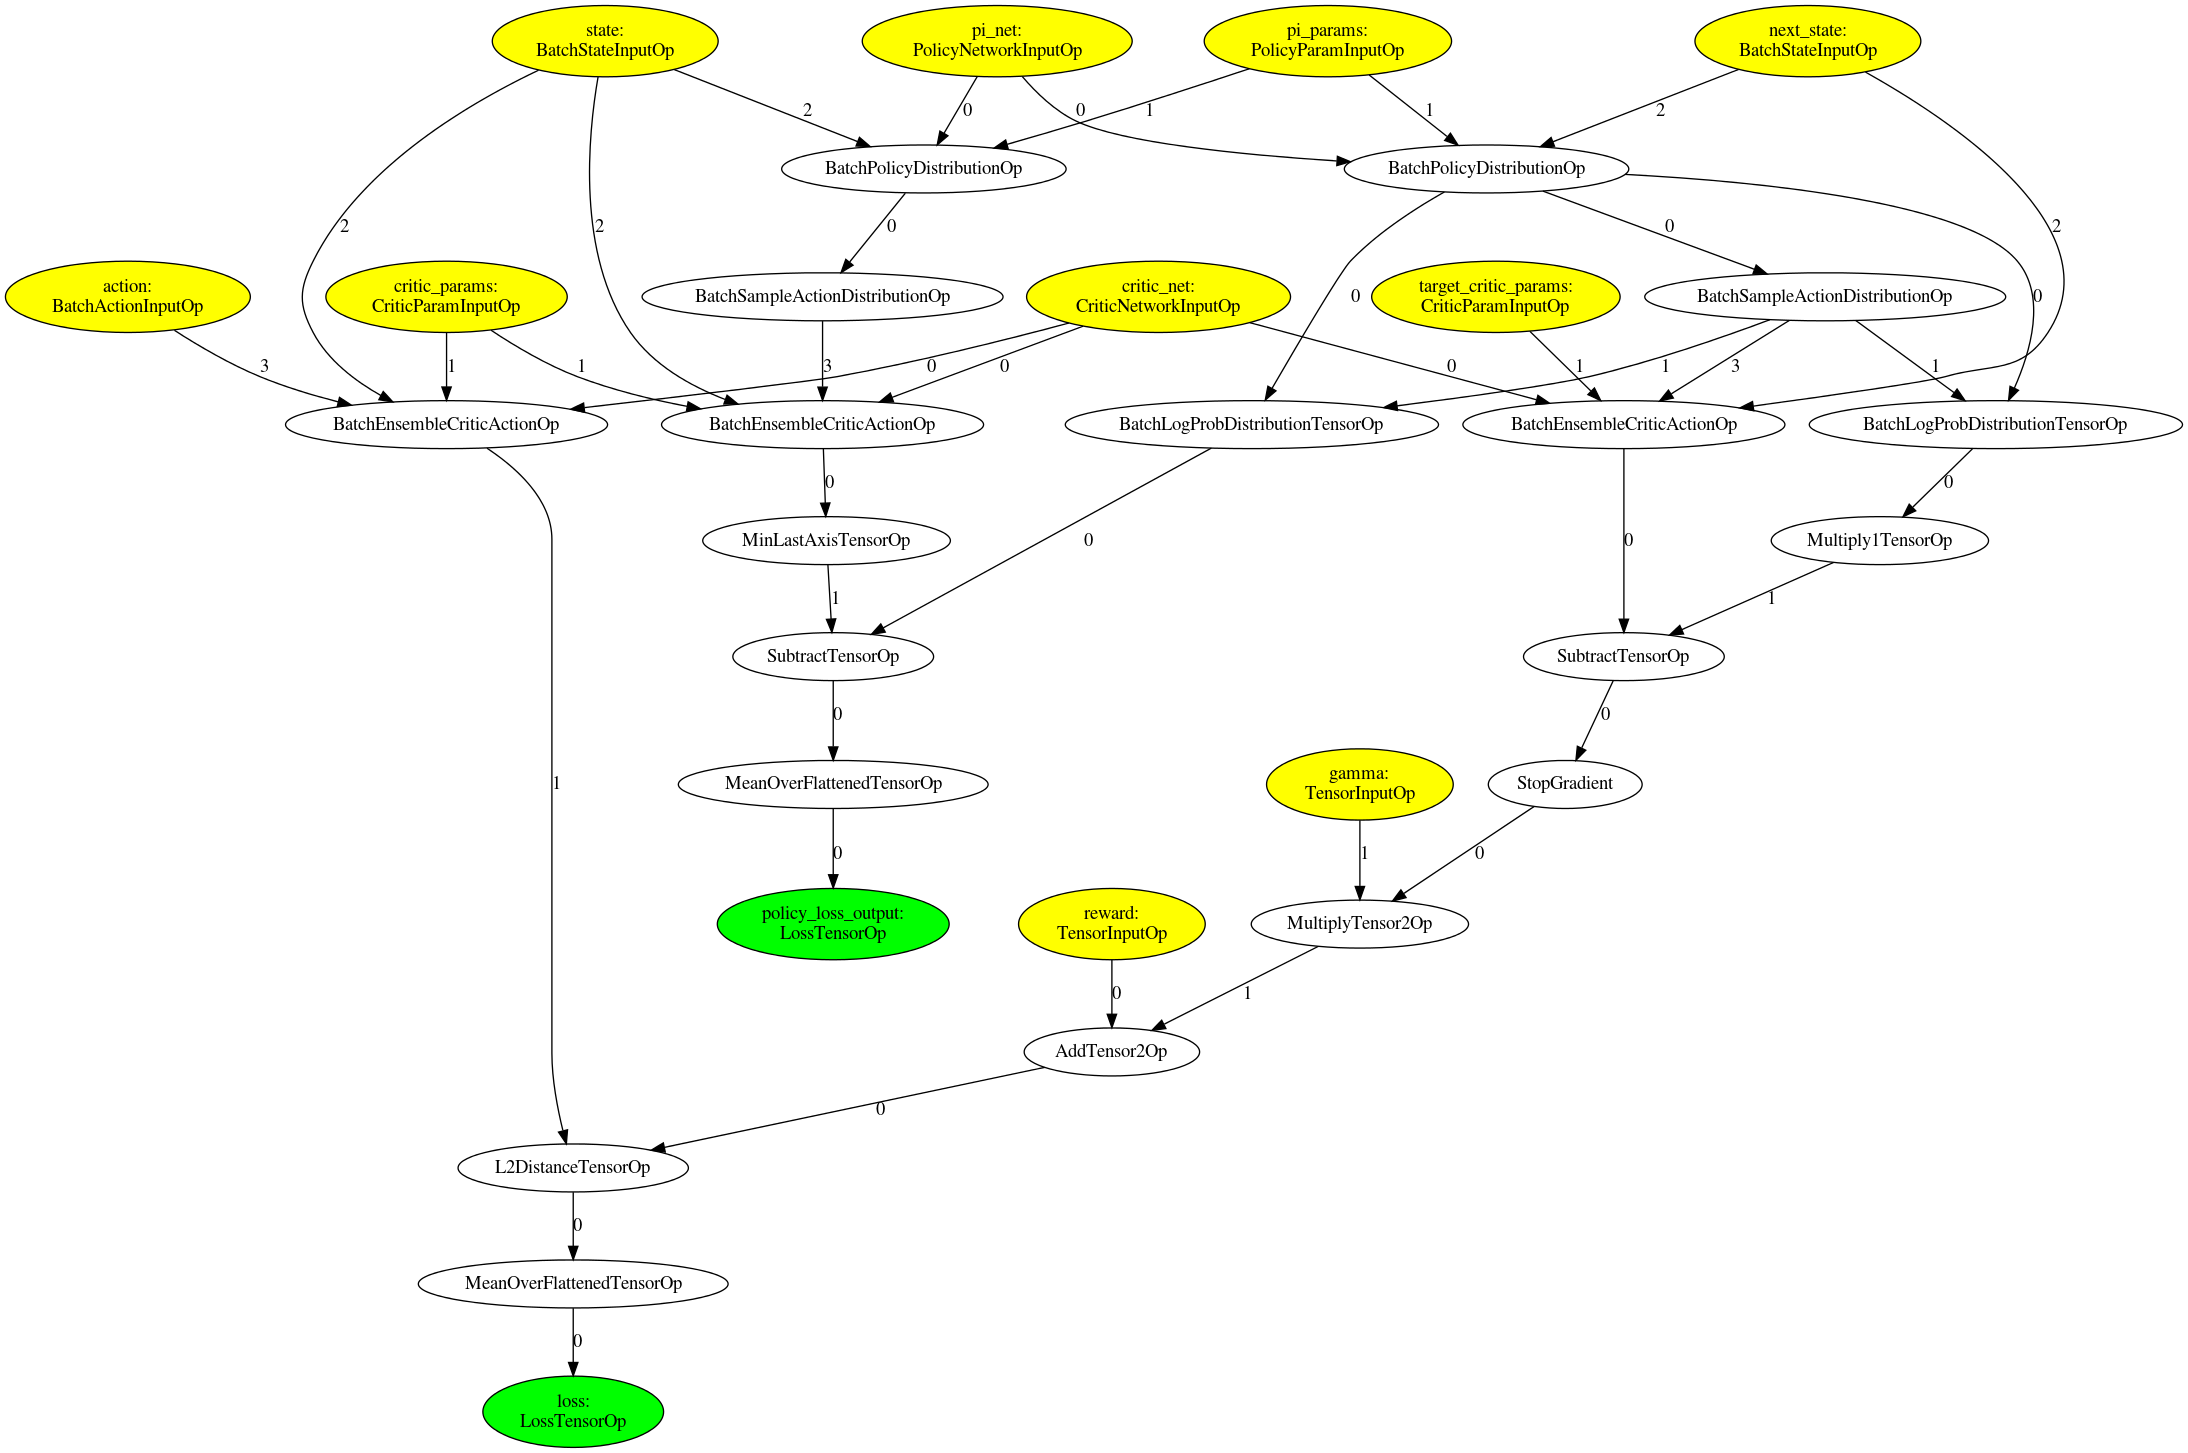 state:
BatchStateInputOp
pi_net:
PolicyNetworkInputOp
pi_params:
PolicyParamInputOp
next_state:
BatchStateInputOp
2
0
0
1
1
2
BatchPolicyDistributionOp
BatchPolicyDistributionOp
2
2
0
0
2
action:
BatchActionInputOp
critic_params:
CriticParamInputOp
BatchSampleActionDistributionOp
critic_net:
CriticNetworkInputOp
0
target_critic_params:
CriticParamInputOp
BatchSampleActionDistributionOp
0
3
1
1
3
0
0
0
1
1
3
1
BatchEnsembleCriticActionOp
BatchEnsembleCriticActionOp
BatchLogProbDistributionTensorOp
BatchEnsembleCriticActionOp
BatchLogProbDistributionTensorOp
0
0
MinLastAxisTensorOp
0
0
Multiply1TensorOp
1
1
SubtractTensorOp
SubtractTensorOp
0
0
1
MeanOverFlattenedTensorOp
gamma:
TensorInputOp
StopGradient
0
1
0
policy_loss_output:
LossTensorOp
reward:
TensorInputOp
MultiplyTensor2Op
0
1
AddTensor2Op
0
L2DistanceTensorOp
0
MeanOverFlattenedTensorOp
0
loss:
LossTensorOp